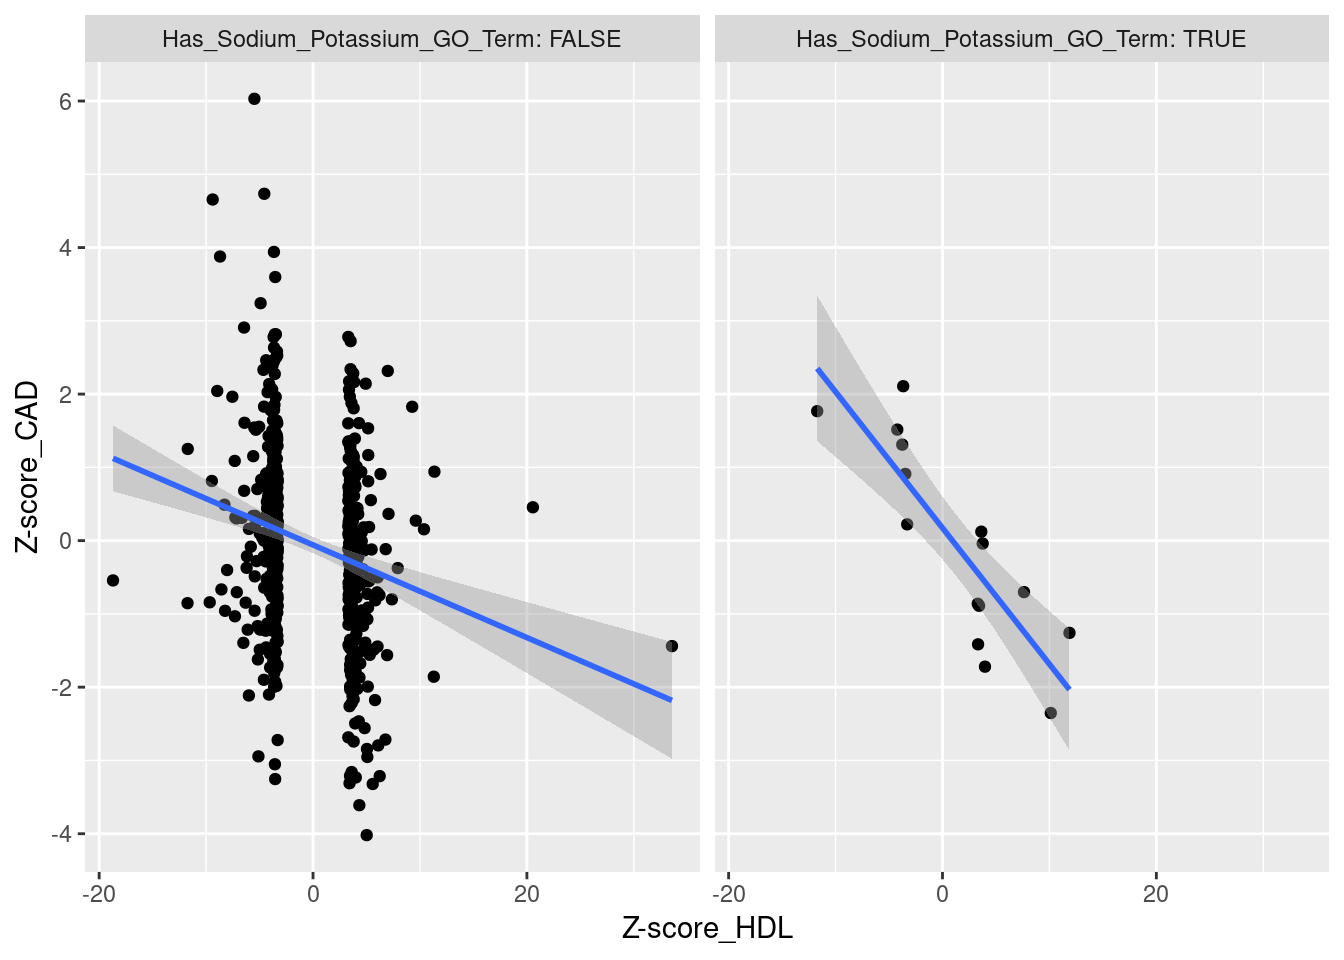 Has_Sodium_Potassium_GO_Term: FALSE
Has_Sodium_Potassium_GO_Term: TRUE
6
4
2
0
-2
-4
Z-score_CAD
-20 0 20
-20 0 20
Z-score_HDL